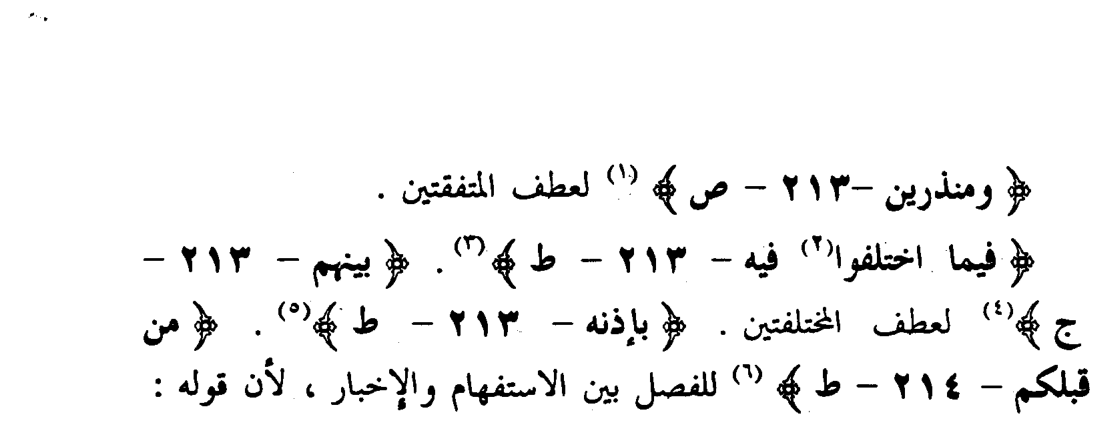 ﴿ ومنذرين –٢١٣ – ص ﴾ (١) لعطف المتفقتين .
﴿ فيما اختلفوا(٢) فيه – ٢١٣ – ط ﴾(٣) . ﴿ بينهم – ٢١٣ –
ج ﴾(٤) لعطف المختلفتين . ﴿ بإذنه – ٢١٣ – ط ﴾(٥) . ﴿ من
قبلكم – ٢١٤ – ط ﴾ (٦) للفصل بين الاستفهام والإخبار ، لأن قوله :